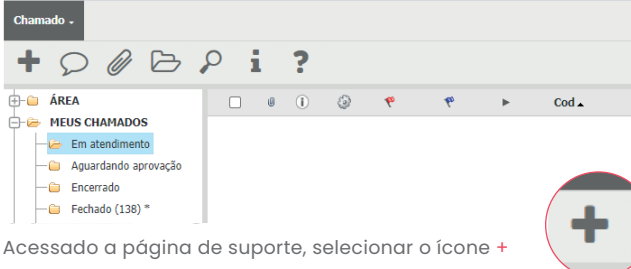 Chamado
ÁREA
Cod
MEUS CHAMADOS
Em atendimento
Aguardando aprovação
Encerrado
Fechado (138) *
Acessado a página de suporte, selecionar o ícone +